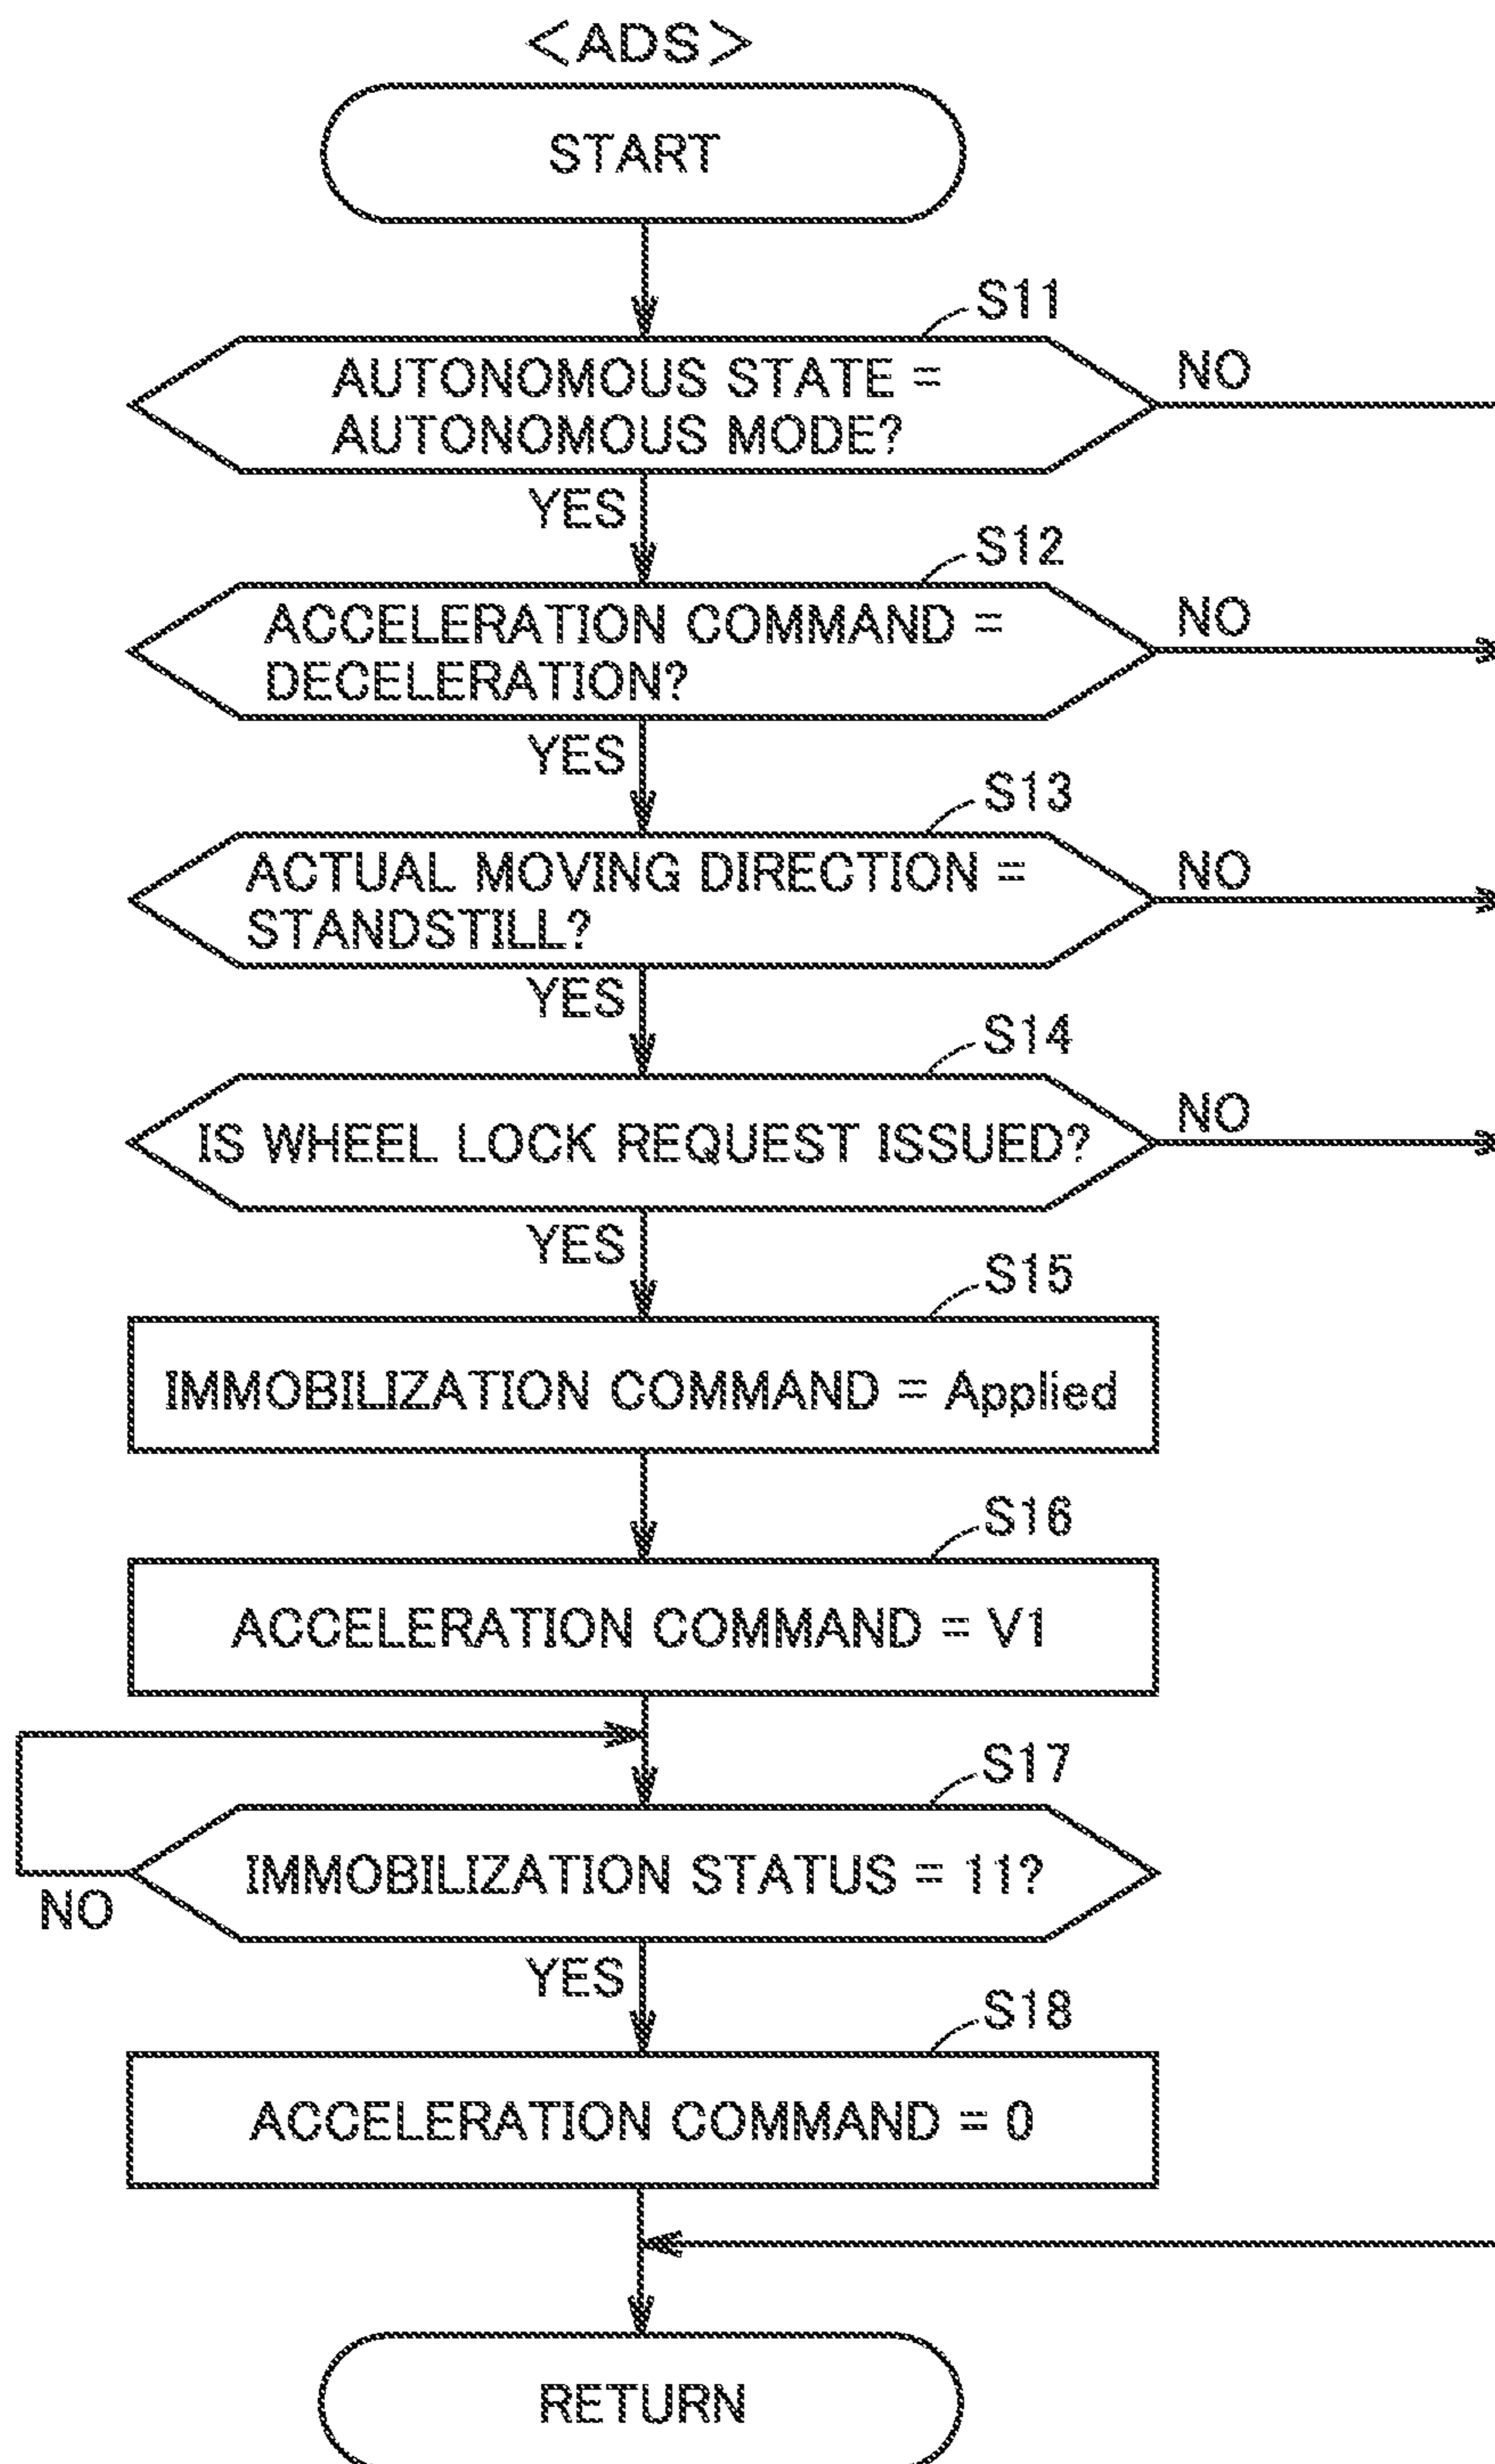 <ADS>
START
S11
AUTONOMOUS STATE =
AUTONOMOUS MODE?
NO
YES
S12
ACCELERATION COMMAND =
DECELERATION?
NO
YES
S13
ACTUAL MOVING DIRECTION =
STANDSTILL?
NO
YES
S14
IS WHEEL LOCK REQUEST ISSUED?
NO
YES
S15
IMMOBILIZATION COMMAND = Applied
S16
ACCELERATION COMMAND = V1
S17
IMMOBILIZATION STATUS = 11?
NO
YES
S18
ACCELERATION COMMAND = 0
RETURN